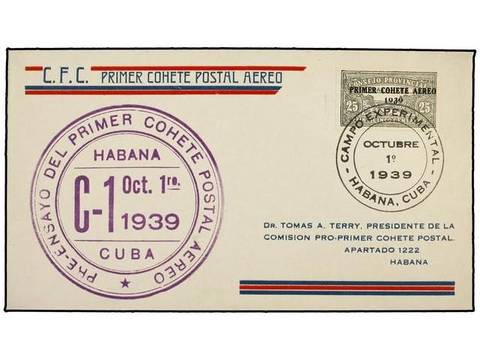 C.F.C. PRIMER COHETE POSTAL AEREO
CONSEJO PROVINCIAL
PRIMER COHETE AEREO
1939
25 25
CAMPO EXPERIMENTAL
OCTUBRE
1º
1939
HABANA, CUBA
PRE-ENSAYO DEL PRIMER COHETE POSTAL AEREO
HABANA
C-1 Oct. 1ro.
1939
CUBA
DR. TOMAS A. TERRY, PRESIDENTE DE LA
COMISION PRO-PRIMER COHETE POSTAL.
APARTADO 1222
HABANA